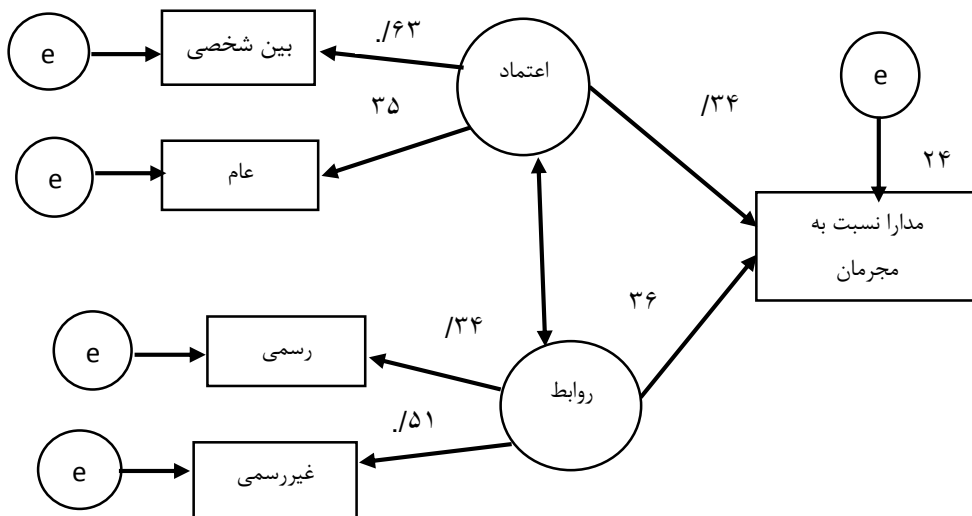 e
بین شخصی
./۶۳
اعتماد
e
/۳۴
۳۵
e
عام
۲۴
مدارا نسبت به
مجرمان
۳۶
/۳۴
e
رسمی
روابط
./۵۱
e
غیررسمی